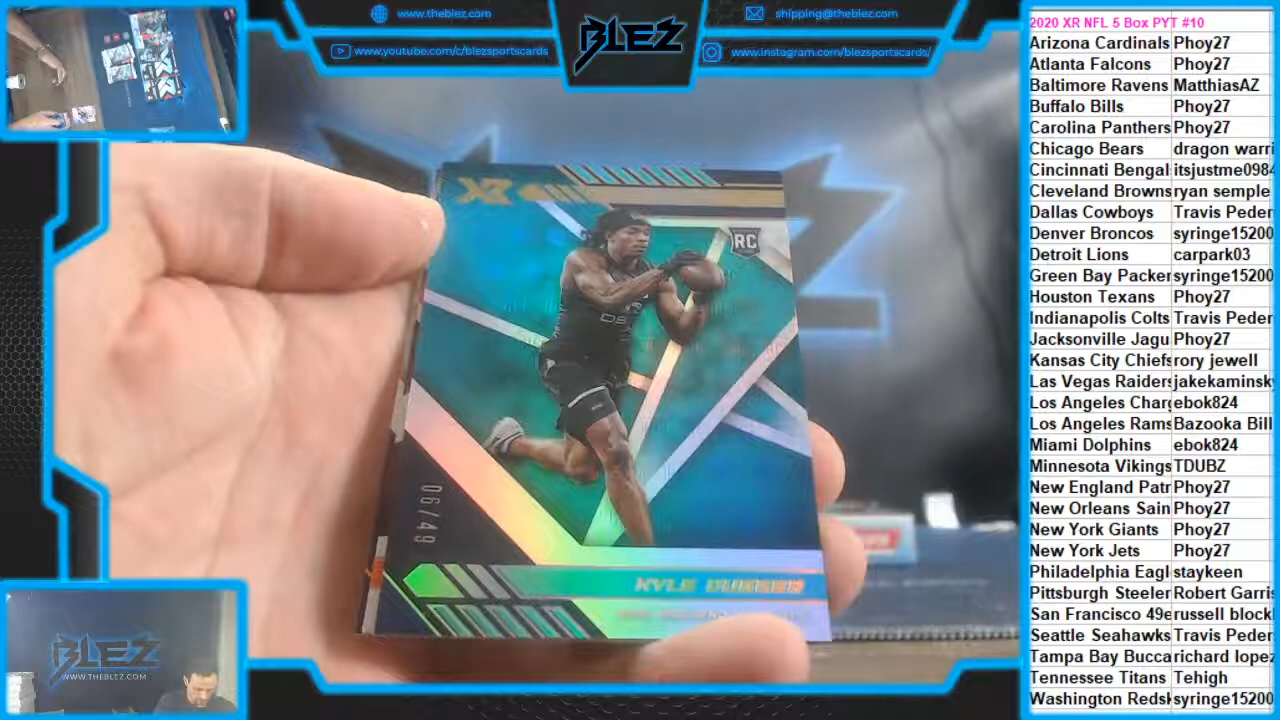 www.theblez.com
shipping@theblez.com
www.youtube.com/c/blezsportscards
www.instagram.com/blezsportscards/
BLEZ
2020 XR NFL 5 Box PYT #10
Arizona Cardinals Phoy27
Atlanta Falcons Phoy27
Baltimore Ravens MatthiasAZ
Buffalo Bills Phoy27
Carolina Panthers Phoy27
Chicago Bears dragon warri
Cincinnati Bengal itsjustme0984
Cleveland Browns ryan semple
Dallas Cowboys Travis Peder
Denver Broncos syringe15200
Detroit Lions carpark03
Green Bay Packer syringe15200
Houston Texans Phoy27
Indianapolis Colts Travis Peder
Jacksonville Jagu Phoy27
Kansas City Chiefs rory jewell
Las Vegas Raiders jakekaminsky
Los Angeles Charg ebok824
Los Angeles Rams Bazooka Bill
Miami Dolphins ebok824
Minnesota Vikings TDUBZ
New England Patr Phoy27
New Orleans Sain Phoy27
New York Giants Phoy27
New York Jets Phoy27
Philadelphia Eagl staykeen
Pittsburgh Steeler Robert Garris
San Francisco 49e russell block
Seattle Seahawks Travis Peder
Tampa Bay Bucca richard lopez
Tennessee Titans Tehigh
Washington Redsk syringe15200
XR
RC
06/49
KYLE DUGGER
BLEZ
WWW.THEBLEZ.COM